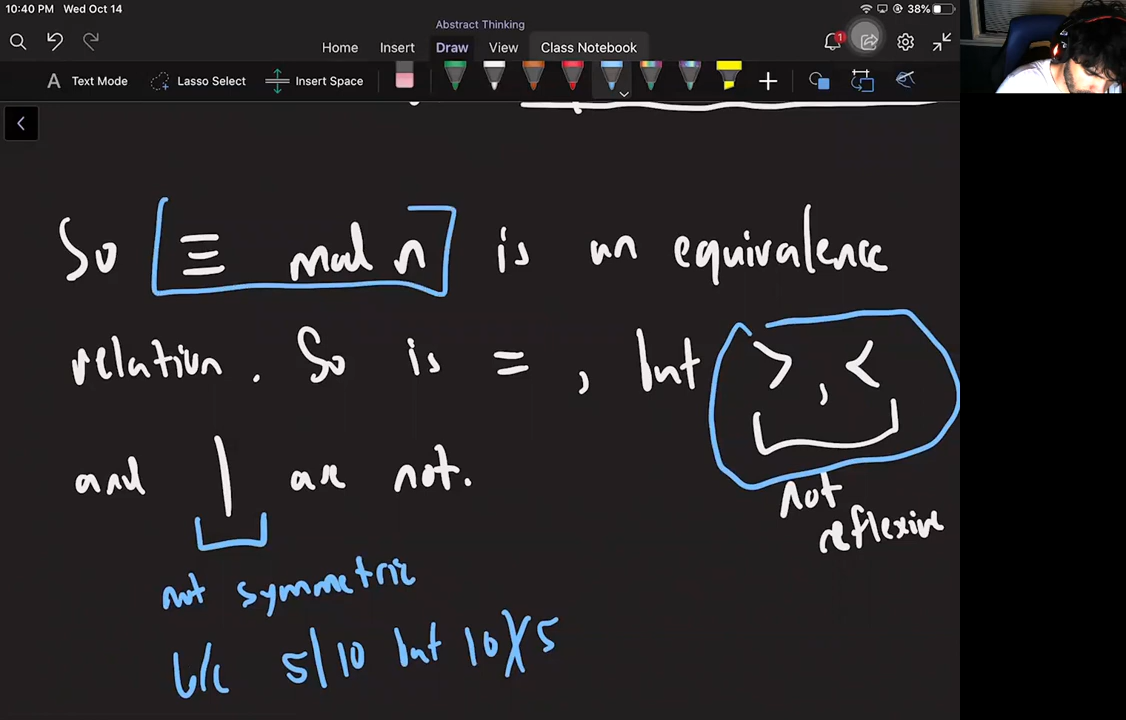 10:40 PM Wed Oct 14
38%
Abstract Thinking
Home Insert Draw View Class Notebook
1
A Text Mode Lasso Select Insert Space
So ≡ mod n is an equivalence
relation. So is = , but > , <
and | are not.
not
reflexive
not symmetric
b/c 5|10 but 10∤5